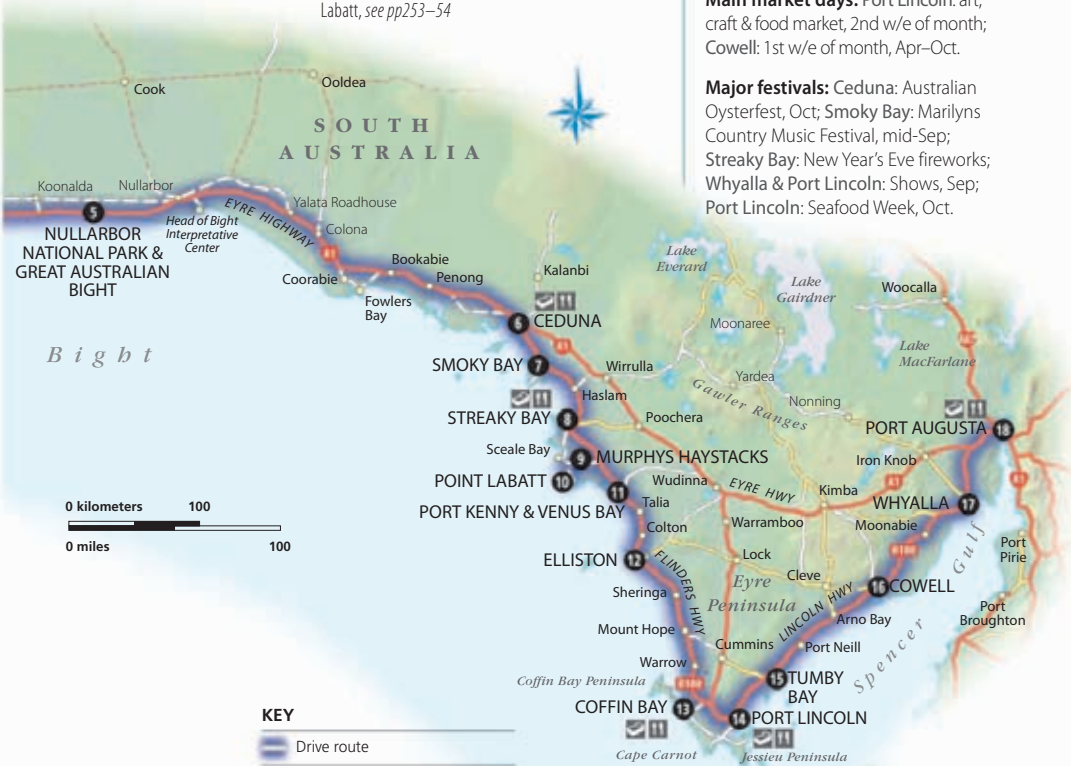 Labatt, see pp253–54
Main market days: Port Lincoln: art,
craft & food market, 2nd w/e of month;
Cowell: 1st w/e of month, Apr–Oct.
Major festivals: Ceduna: Australian
Oysterfest, Oct; Smoky Bay: Marilyns
Country Music Festival, mid-Sep;
Streaky Bay: New Year's Eve fireworks;
Whyalla & Port Lincoln: Shows, Sep;
Port Lincoln: Seafood Week, Oct.
Cook
Ooldea
SOUTH
AUSTRALIA
Koonalda
Nullarbor
5
NULLARBOR
NATIONAL PARK &
GREAT AUSTRALIAN
BIGHT
Head of Bight
Interpretative
Center
EYRE HIGHWAY
Yalata Roadhouse
Colona
A1
Coorabie
Bookabie
Penong
Fowlers
Bay
Kalanbi
Lake
Everard
Lake
Gairdner
Woocalla
Bight
6 CEDUNA
A1
Moonaree
Lake
MacFarlane
A87
SMOKY BAY 7
Wirrulla
Haslam
Yardea
Gawler Ranges
Nonning
STREAKY BAY 8
Poochera
PORT AUGUSTA 18
Sceale Bay
9 MURPHYS HAYSTACKS
Iron Knob
POINT LABATT 10
Wudinna
EYRE HWY
Kimba
A1
A1
WHYALLA 17
0 kilometers 100
0 miles 100
11
PORT KENNY & VENUS BAY
Talia
Colton
Warramboo
Moonabie
Port
Pirie
ELLISTON 12
FLINDERS HWY
Lock
B100
Spencer Gulf
Sheringa
Eyre
Peninsula
Cleve
LINCOLN HWY
16 COWELL
Arno Bay
Port
Broughton
Mount Hope
Cummins
Port Neill
Warrow
Coffin Bay Peninsula
B100
15 TUMBY
BAY
COFFIN BAY 13
14 PORT LINCOLN
Cape Carnot
Jessieu Peninsula
KEY
Drive route